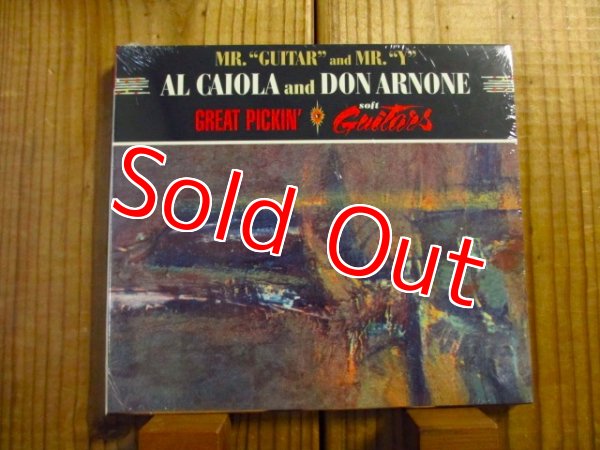 MR. “GUITAR” and MR. “Y”
AL CAIOLA and DON ARNONE
GREAT PICKIN’ soft Guitars
Sold Out